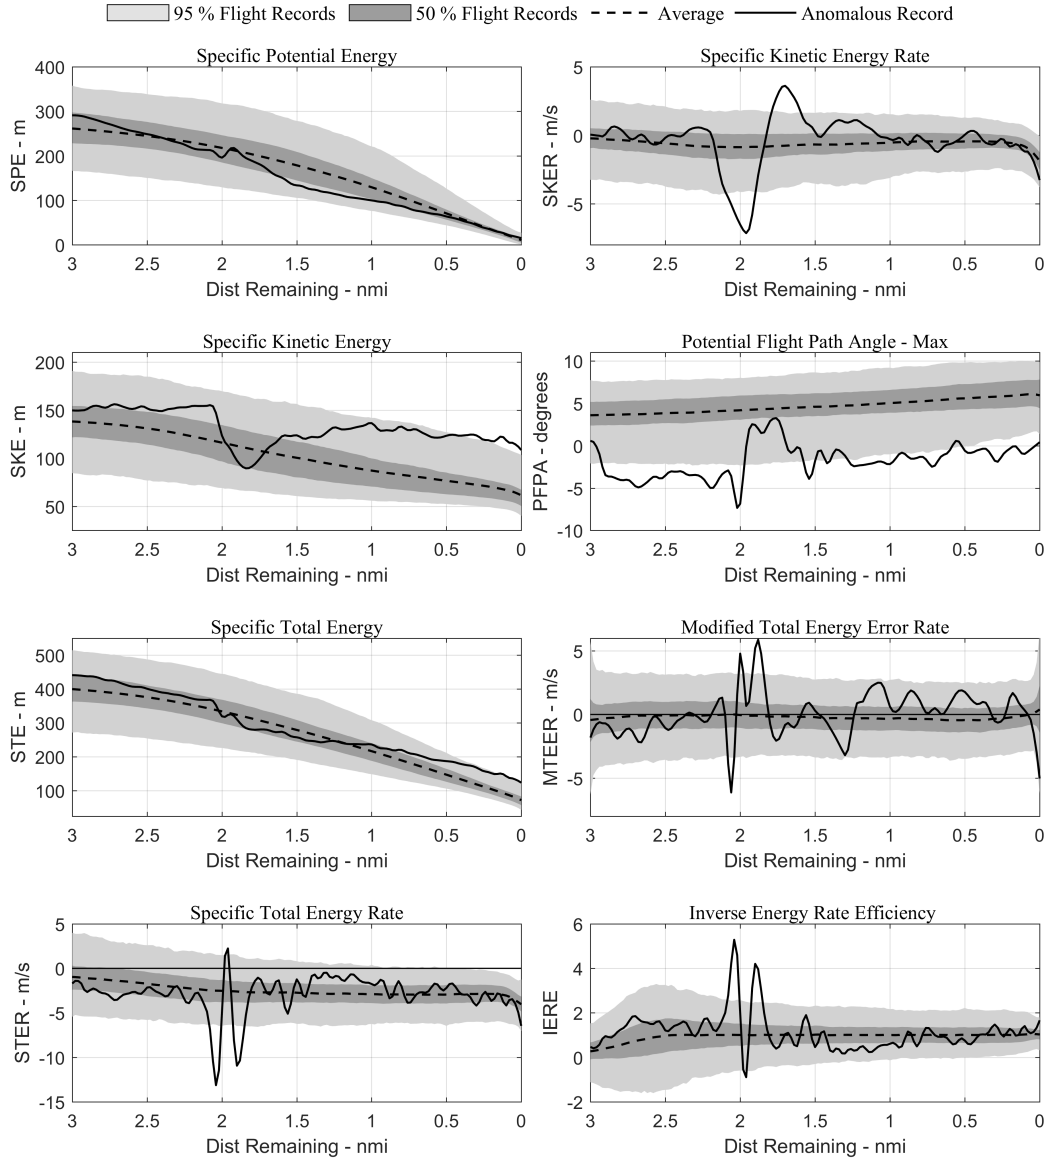 95 % Flight Records 50 % Flight Records Average Anomalous Record
Specific Potential Energy
SPE - m
400
300
200
100
0
3 2.5 2 1.5 1 0.5 0
Dist Remaining - nmi
Specific Kinetic Energy Rate
SKER - m/s
5
0
-5
3 2.5 2 1.5 1 0.5 0
Dist Remaining - nmi
Specific Kinetic Energy
SKE - m
200
150
100
50
3 2.5 2 1.5 1 0.5 0
Dist Remaining - nmi
Potential Flight Path Angle - Max
PFPA - degrees
10
5
0
-5
-10
3 2.5 2 1.5 1 0.5 0
Dist Remaining - nmi
Specific Total Energy
STE - m
500
400
300
200
100
3 2.5 2 1.5 1 0.5 0
Dist Remaining - nmi
Modified Total Energy Error Rate
MTEER - m/s
5
0
-5
3 2.5 2 1.5 1 0.5 0
Dist Remaining - nmi
Specific Total Energy Rate
STER - m/s
5
0
-5
-10
-15
3 2.5 2 1.5 1 0.5 0
Dist Remaining - nmi
Inverse Energy Rate Efficiency
IERE
6
4
2
0
-2
3 2.5 2 1.5 1 0.5 0
Dist Remaining - nmi